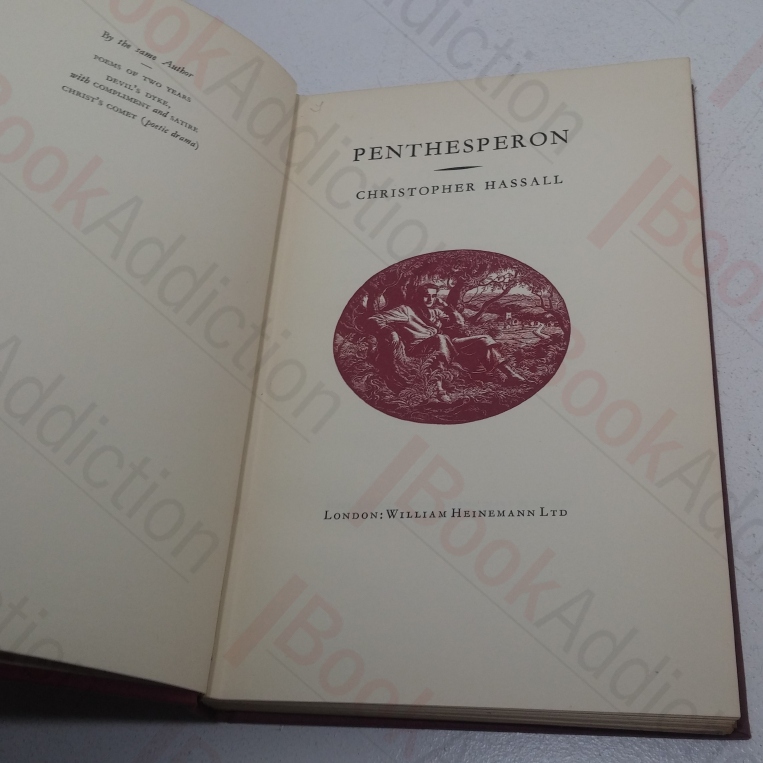 By the same Author
POEMS OF TWO YEARS
DEVIL'S DYKE,
with COMPLIMENT and SATIRE
CHRIST'S COMET (poetic drama)
PENTHESPERON
CHRISTOPHER HASSALL
LONDON: WILLIAM HEINEMANN LTD
BookAddiction